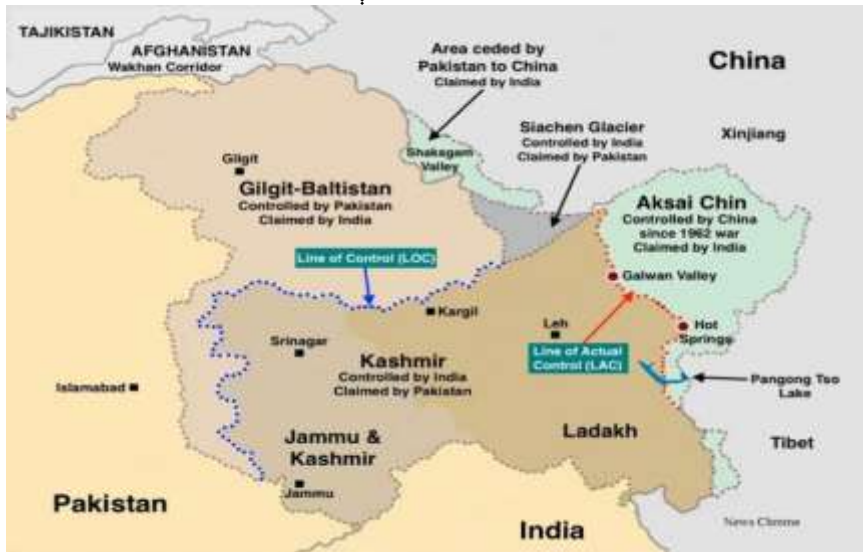 TAJIKISTAN
AFGHANISTAN
Wakhan Corridor
Area ceded by
Pakistan to China
Claimed by India
China
Siachen Glacier
Controlled by India
Claimed by Pakistan
Xinjiang
Shaksgam
Valley
Gilgit
Gilgit-Baltistan
Controlled by Pakistan
Claimed by India
Aksai Chin
Controlled by China
since 1962 war
Claimed by India
Line of Control (LOC)
Galwan Valley
Kargil
Leh
Hot
Springs
Srinagar
Line of Actual
Control (LAC)
Kashmir
Controlled by India
Claimed by Pakistan
Islamabad
Pangong Tso
Lake
Jammu &
Kashmir
Ladakh
Tibet
Jammu
Pakistan
India
News Chrome